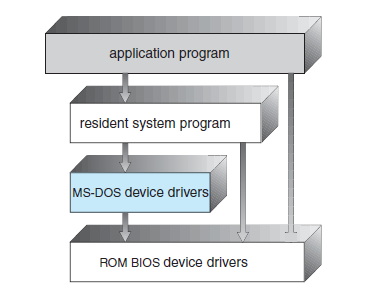 application program
resident system program
MS-DOS device drivers
ROM BIOS device drivers